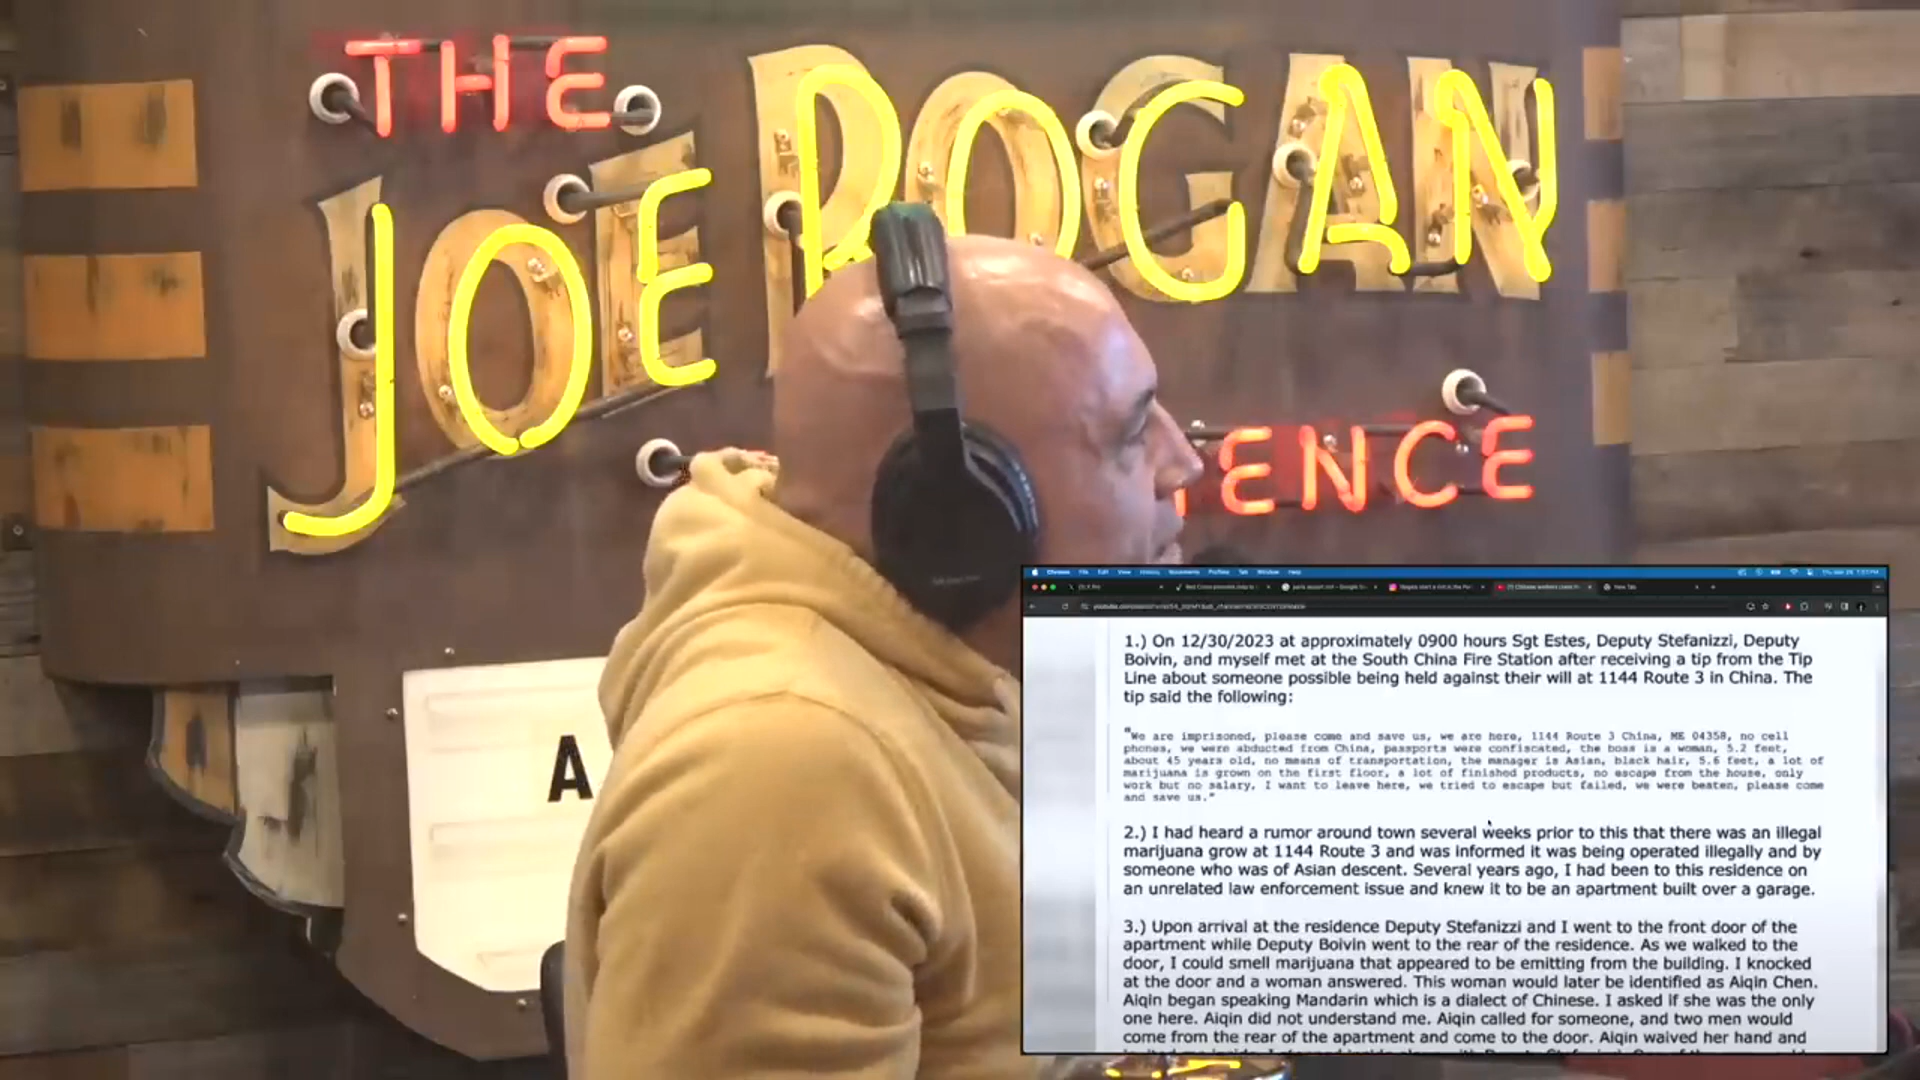 THE
JOE ROGAN
IENCE
A
1.) On 12/30/2023 at approximately 0900 hours Sgt Estes, Deputy Stefanizzi, Deputy
Boivin, and myself met at the South China Fire Station after receiving a tip from the Tip
Line about someone possible being held against their will at 1144 Route 3 in China. The
tip said the following:
"We are imprisoned, please come and save us, we are here, 1144 Route 3 China, ME 04358, no cell
phones, we were abducted from China, passports were confiscated, the boss is a woman, 5.2 feet,
about 45 years old, no means of transportation, the manager is Asian, black hair, 5.6 feet, a lot of
marijuana is grown on the first floor, a lot of finished products, no escape from the house, only
work but no salary, I want to leave here, we tried to escape but failed, we were beaten, please come
and save us."
2.) I had heard a rumor around town several weeks prior to this that there was an illegal
marijuana grow at 1144 Route 3 and was informed it was being operated illegally and by
someone who was of Asian descent. Several years ago, I had been to this residence on
an unrelated law enforcement issue and knew it to be an apartment built over a garage.
3.) Upon arrival at the residence Deputy Stefanizzi and I went to the front door of the
apartment while Deputy Boivin went to the rear of the residence. As we walked to the
door, I could smell marijuana that appeared to be emitting from the building. I knocked
at the door and a woman answered. This woman would later be identified as Aiqin Chen.
Aiqin began speaking Mandarin which is a dialect of Chinese. I asked if she was the only
one here. Aiqin did not understand me. Aiqin called for someone, and two men would
come from the rear of the apartment and come to the door. Aiqin waived her hand and